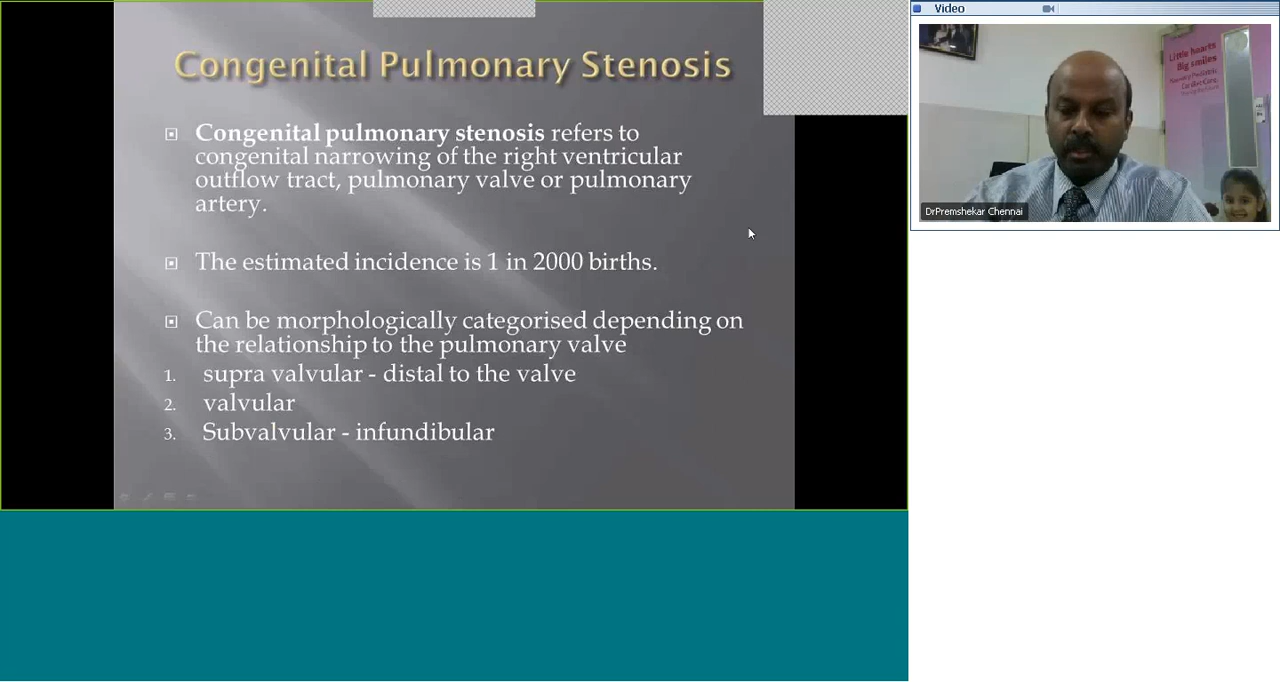 Congenital Pulmonary Stenosis
Congenital pulmonary stenosis refers to
congenital narrowing of the right ventricular
outflow tract, pulmonary valve or pulmonary
artery.
The estimated incidence is 1 in 2000 births.
Can be morphologically categorised depending on
the relationship to the pulmonary valve
1. supra valvular - distal to the valve
2. valvular
3. Subvalvular - infundibular
Video
Little hearts
Big smiles
DrPremshekar Chennai